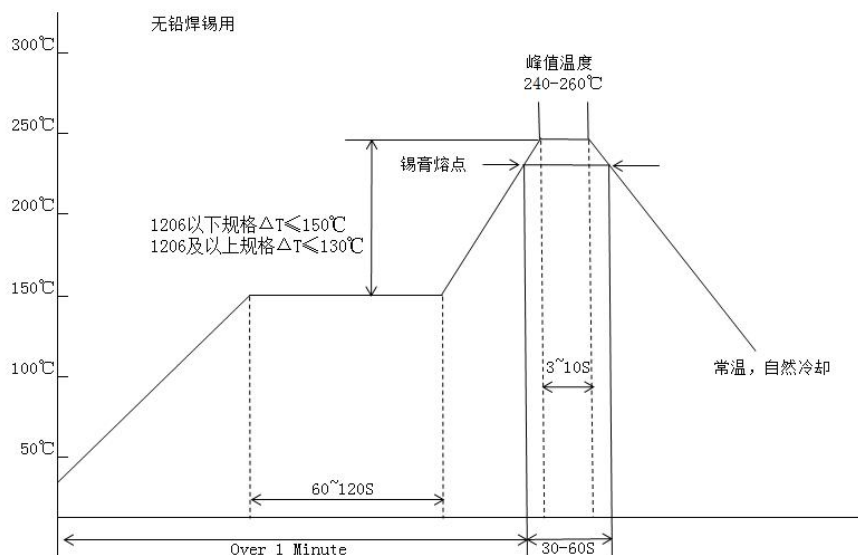 无铅焊锡用
300℃
峰值温度
240-260℃
250℃
锡膏熔点
200℃
1206以下规格△T≤150℃
1206及以上规格△T≤130℃
150℃
100℃
3~10S
常温，自然冷却
50℃
60~120S
Over 1 Minute
30-60S